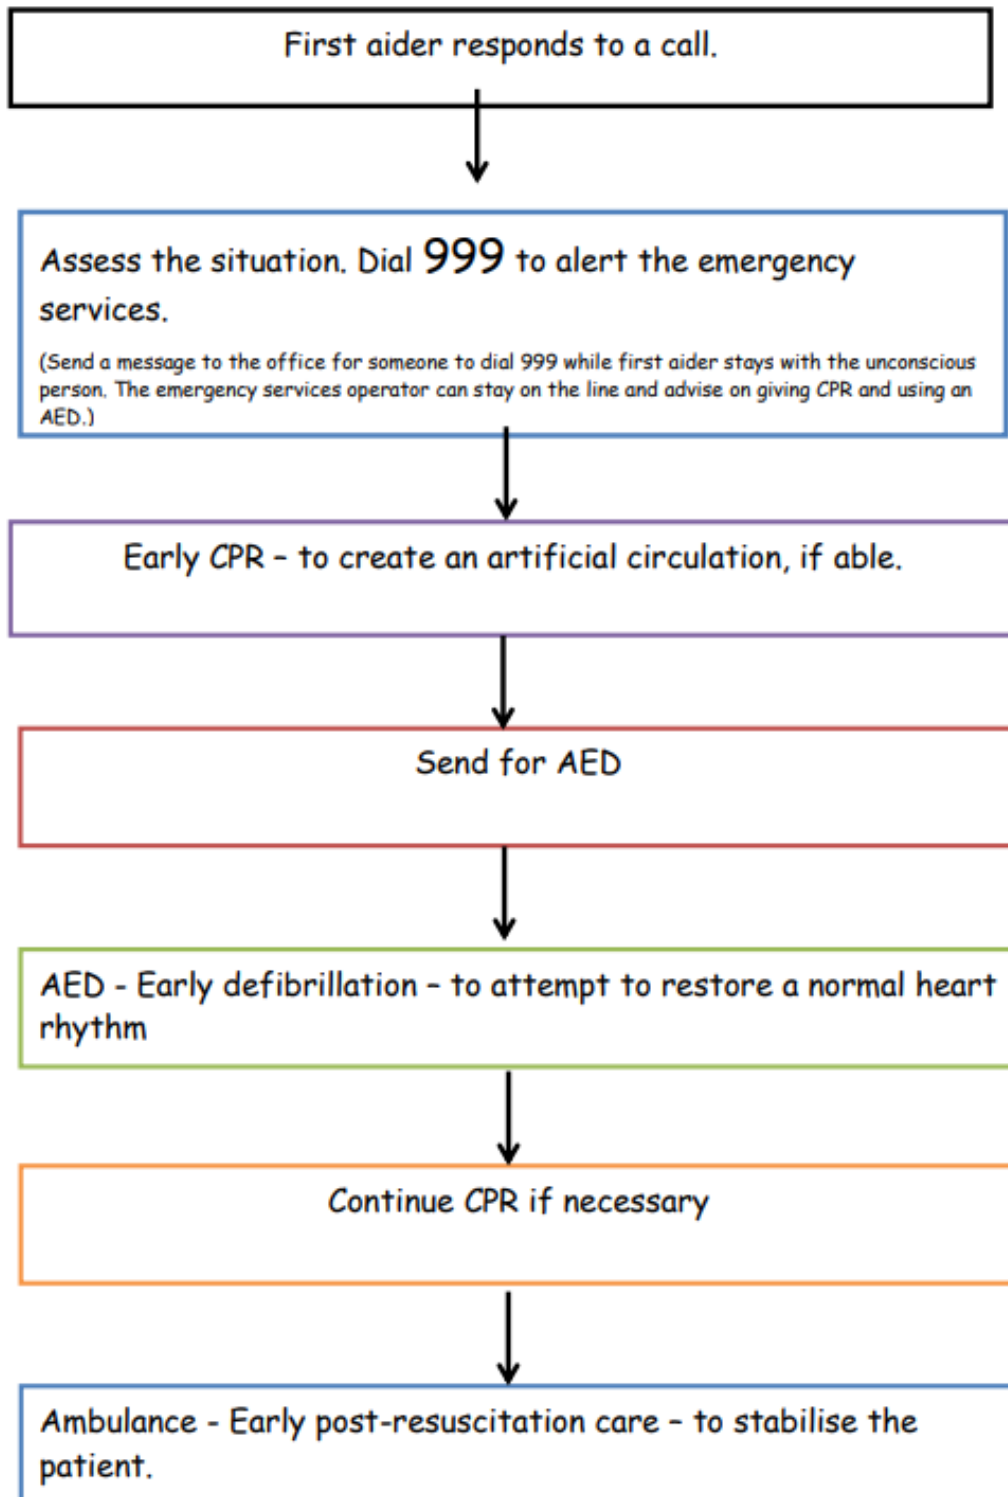 First aider responds to a call.
Assess the situation. Dial 999 to alert the emergency
services.
(Send a message to the office for someone to dial 999 while first aider stays with the unconscious
person. The emergency services operator can stay on the line and advise on giving CPR and using an
AED.)
Early CPR – to create an artificial circulation, if able.
Send for AED
AED - Early defibrillation – to attempt to restore a normal heart
rhythm
Continue CPR if necessary
Ambulance - Early post-resuscitation care – to stabilise the
patient.